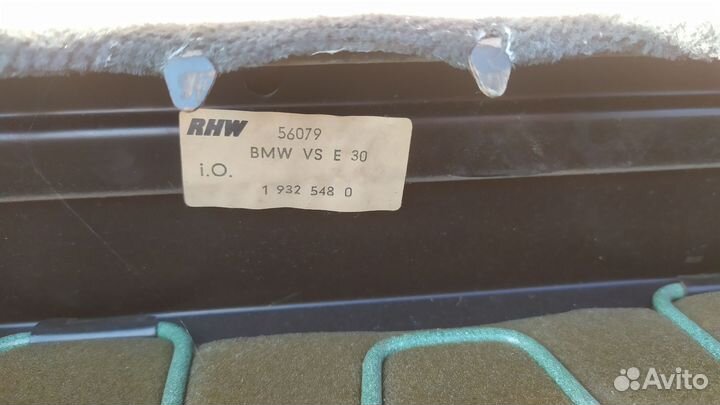 RHW 56079
BMW VS E 30
i.O.
1 932 548 0
Avito